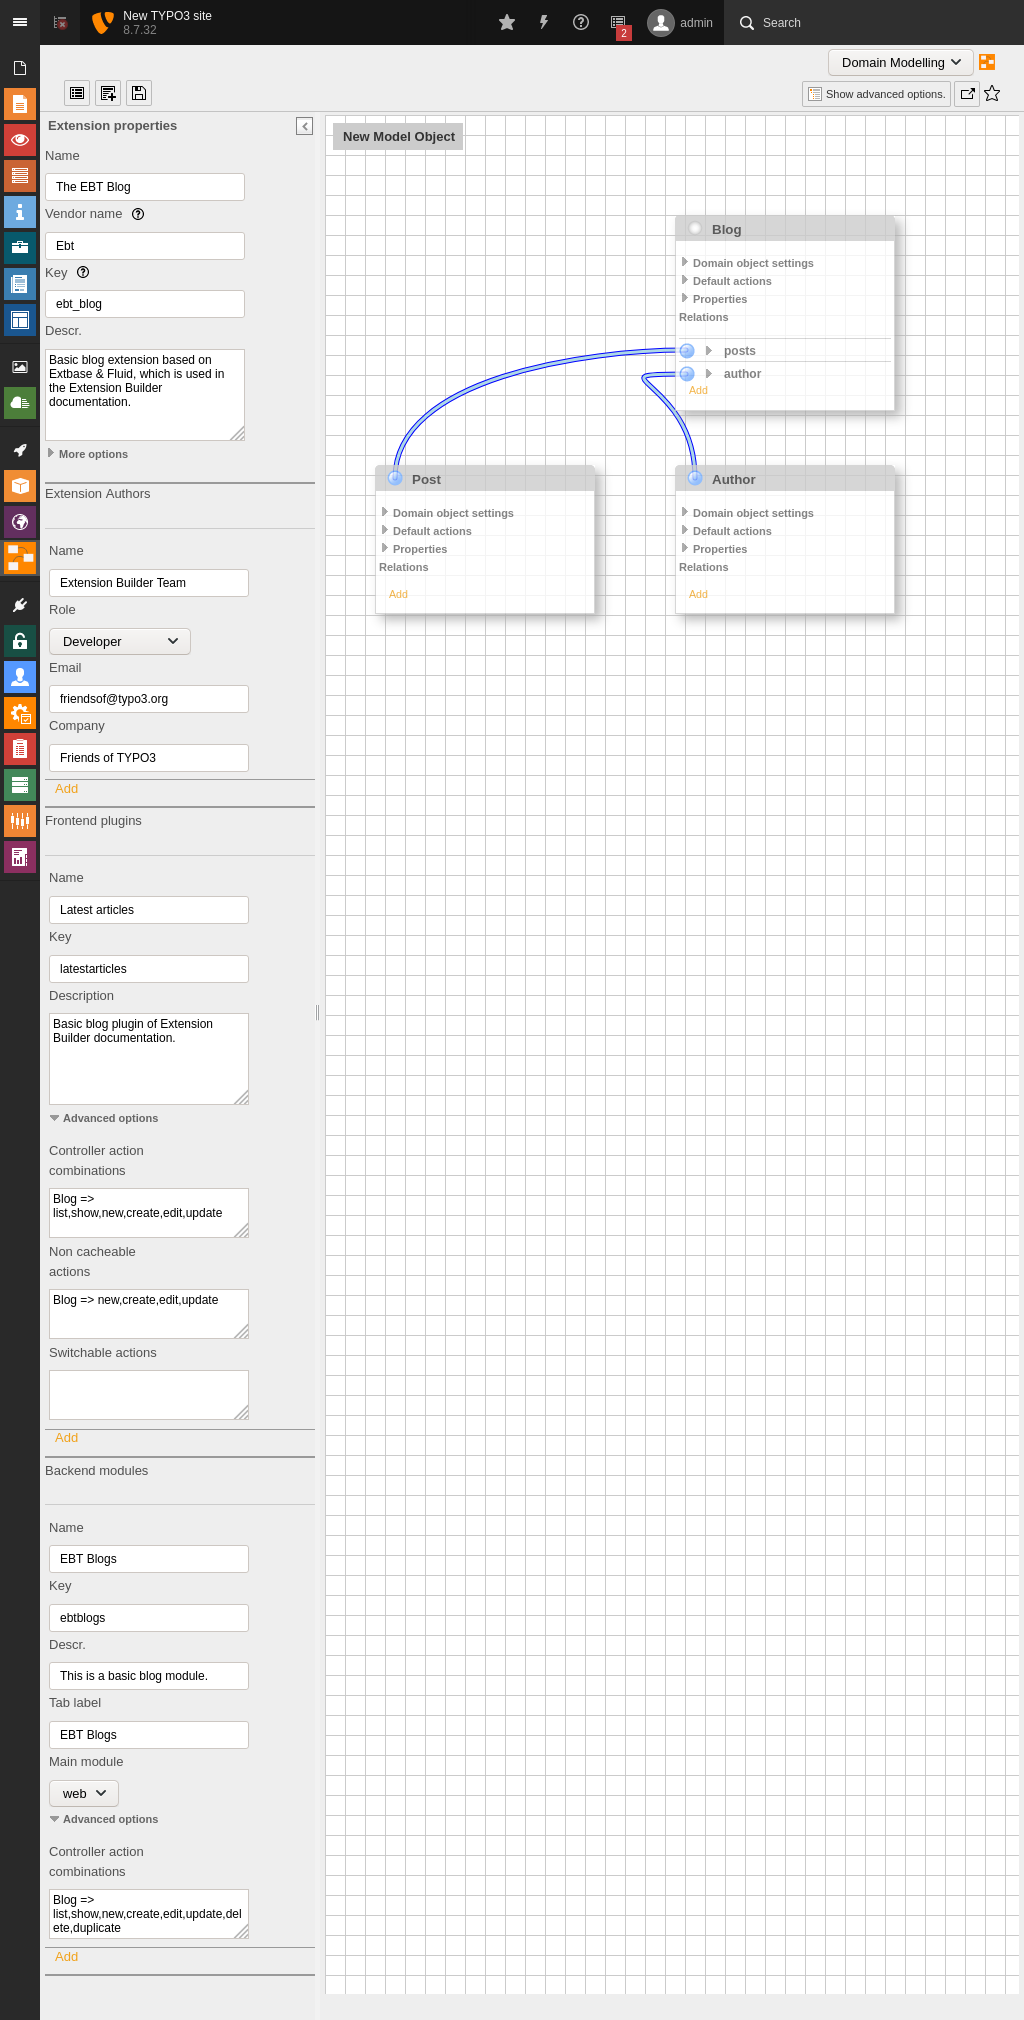 New TYPO3 site
8.7.32
2
admin
Search
Domain Modelling
Show advanced options.
Extension properties
Name
The EBT Blog
Vendor name
Ebt
Key
ebt_blog
Descr.
Basic blog extension based on
Extbase & Fluid, which is used in
the Extension Builder
documentation.
More options
Extension Authors
Name
Extension Builder Team
Role
Developer
Email
friendsof@typo3.org
Company
Friends of TYPO3
Add
Frontend plugins
Name
Latest articles
Key
latestarticles
Description
Basic blog plugin of Extension
Builder documentation.
Advanced options
Controller action
combinations
Blog =>
list,show,new,create,edit,update
Non cacheable
actions
Blog => new,create,edit,update
Switchable actions
Add
Backend modules
Name
EBT Blogs
Key
ebtblogs
Descr.
This is a basic blog module.
Tab label
EBT Blogs
Main module
web
Advanced options
Controller action
combinations
Blog =>
list,show,new,create,edit,update,del
ete,duplicate
Add
New Model Object
Blog
Domain object settings
Default actions
Properties
Relations
posts
author
Add
Post
Domain object settings
Default actions
Properties
Relations
Add
Author
Domain object settings
Default actions
Properties
Relations
Add